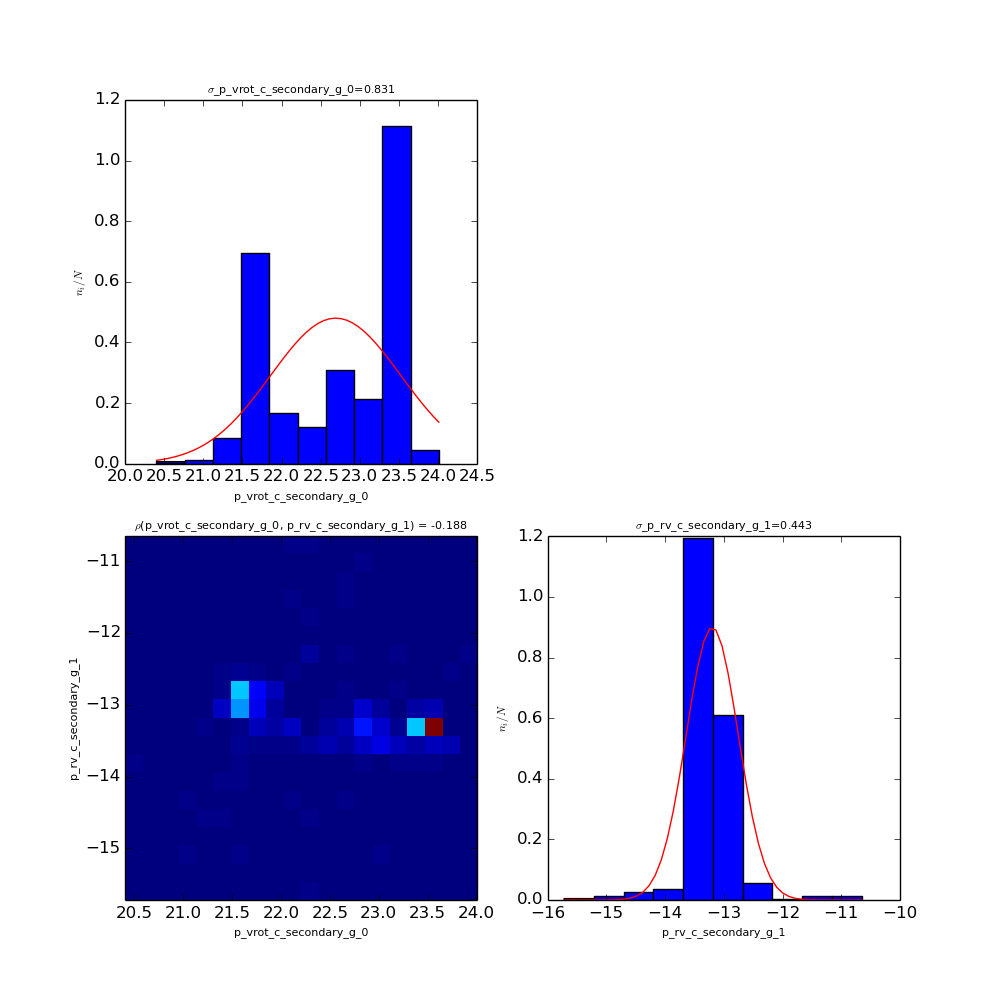 σ_p_vrot_c_secondary_g_0=0.831
1.2
1.0
0.8
0.6
0.4
0.2
0.0
n_i/N
20.0 20.5 21.0 21.5 22.0 22.5 23.0 23.5 24.0 24.5
p_vrot_c_secondary_g_0
ρ(p_vrot_c_secondary_g_0, p_rv_c_secondary_g_1) = -0.188
−11
−12
−13
−14
−15
p_rv_c_secondary_g_1
20.5 21.0 21.5 22.0 22.5 23.0 23.5 24.0
p_vrot_c_secondary_g_0
σ_p_rv_c_secondary_g_1=0.443
1.2
1.0
0.8
0.6
0.4
0.2
0.0
n_i/N
−16 −15 −14 −13 −12 −11 −10
p_rv_c_secondary_g_1